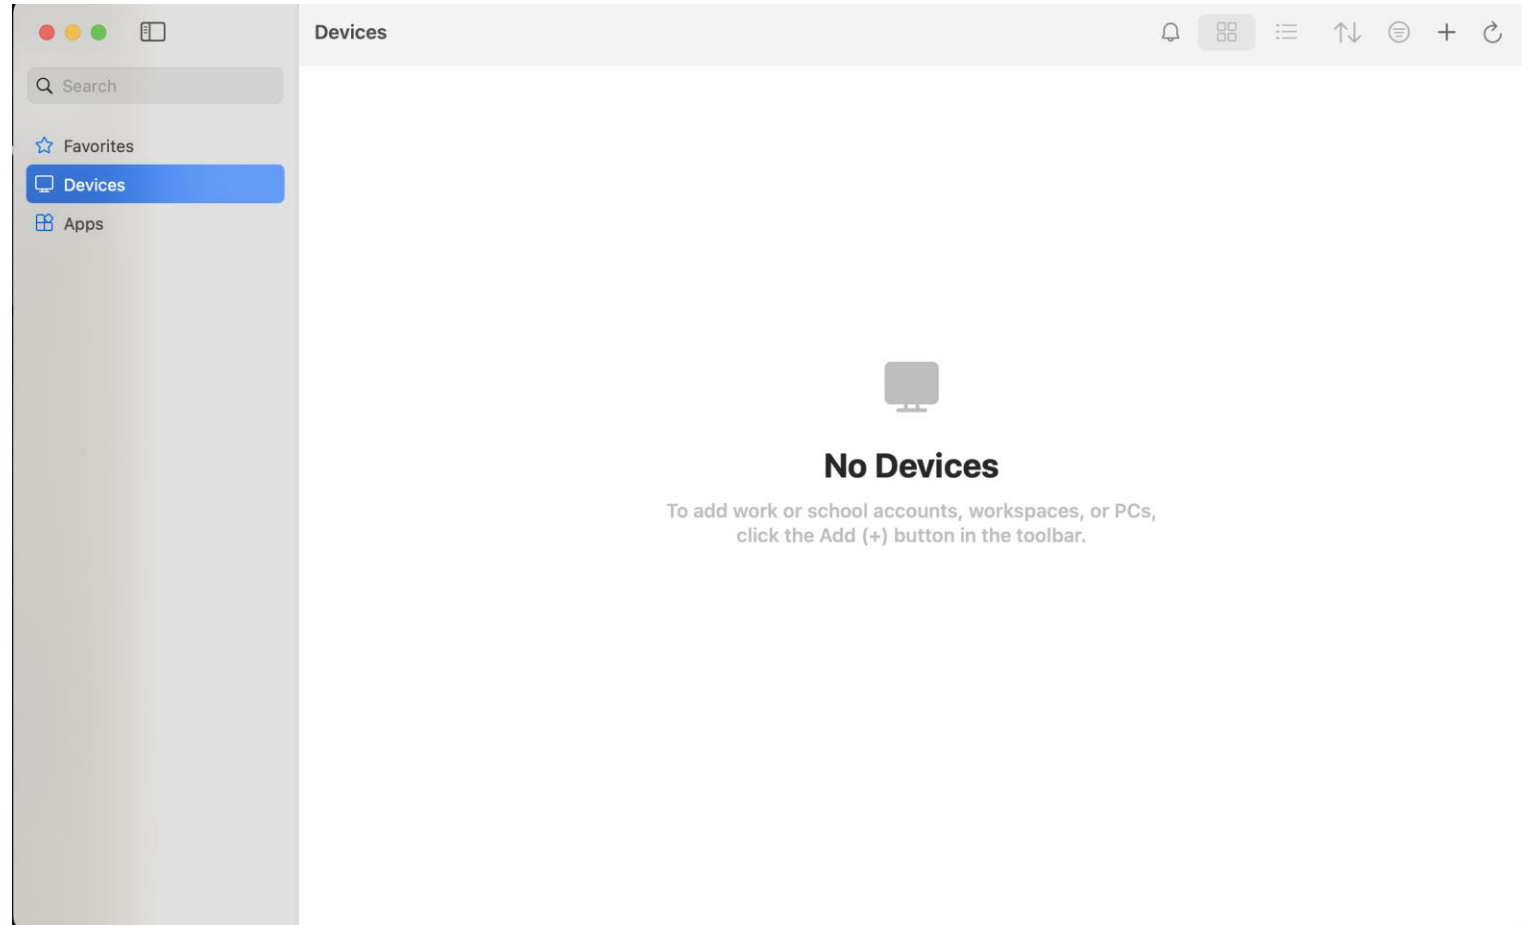 Devices
Search
Favorites
Devices
Apps
No Devices
To add work or school accounts, workspaces, or PCs,
click the Add (+) button in the toolbar.